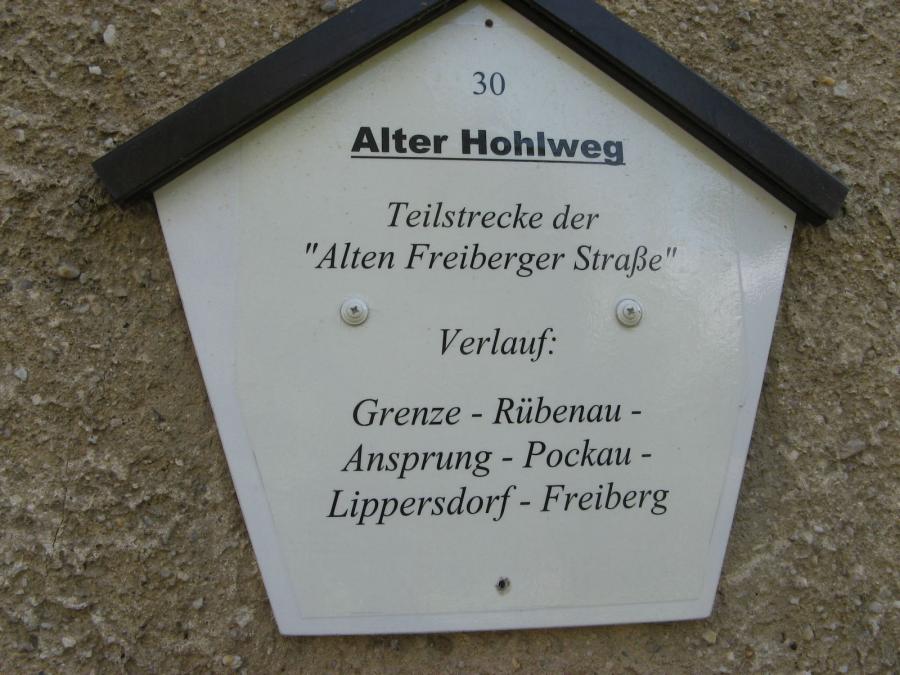 30
Alter Hohlweg
Teilstrecke der
"Alten Freiberger Straße"
Verlauf:
Grenze - Rübenau -
Ansprung - Pockau -
Lippersdorf - Freiberg